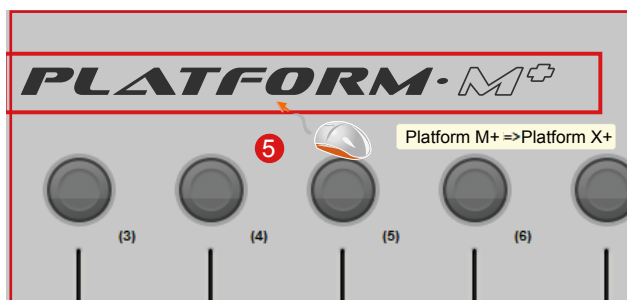 PLATFORM·M+
Platform M+ =>Platform X+
5
(3) (4) (5) (6)